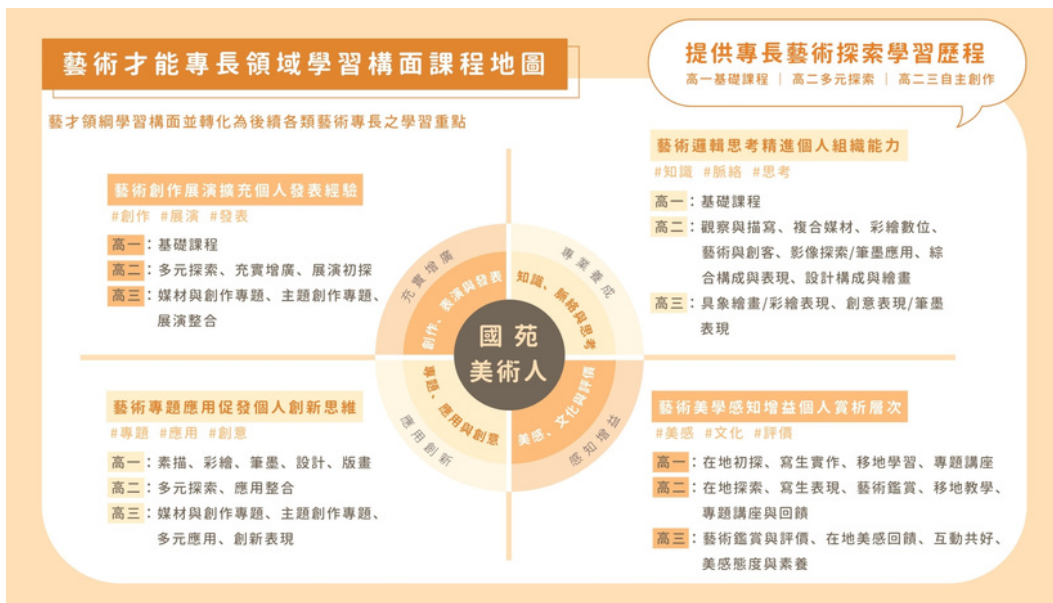 藝術才能專長領域學習構面課程地圖
提供專長藝術探索學習歷程
高一基礎課程 | 高二多元探索 | 高二三自主創作
藝才領綱學習構面並轉化為後續各類藝術專長之學習重點
藝術創作展演擴充個人發表經驗
#創作 #展演 #發表
高一：基礎課程
高二：多元探索、充實增廣、展演初探
高三：媒材與創作專題、主題創作專題、
展演整合
藝術邏輯思考精進個人組織能力
#知識 #脈絡 #思考
高一：基礎課程
高二：觀察與描寫、複合媒材、彩繪數位、
藝術與創客、影像探索/筆墨應用、綜
合構成與表現、設計構成與繪畫
高三：具象繪畫/彩繪表現、創意表現/筆墨
表現
充實增廣
創作、表演與發表
專業養成
知識、脈絡與思考
國苑
美術人
應用創新
專題、應用與創意
感知增益
美感、文化與評價
藝術專題應用促發個人創新思維
#專題 #應用 #創意
高一：素描、彩繪、筆墨、設計、版畫
高二：多元探索、應用整合
高三：媒材與創作專題、主題創作專題、
多元應用、創新表現
藝術美學感知增益個人賞析層次
#美感 #文化 #評價
高一：在地初探、寫生實作、移地學習、專題講座
高二：在地探索、寫生表現、藝術鑑賞、移地教學、
專題講座與回饋
高三：藝術鑑賞與評價、在地美感回饋、互動共好、
美感態度與素養